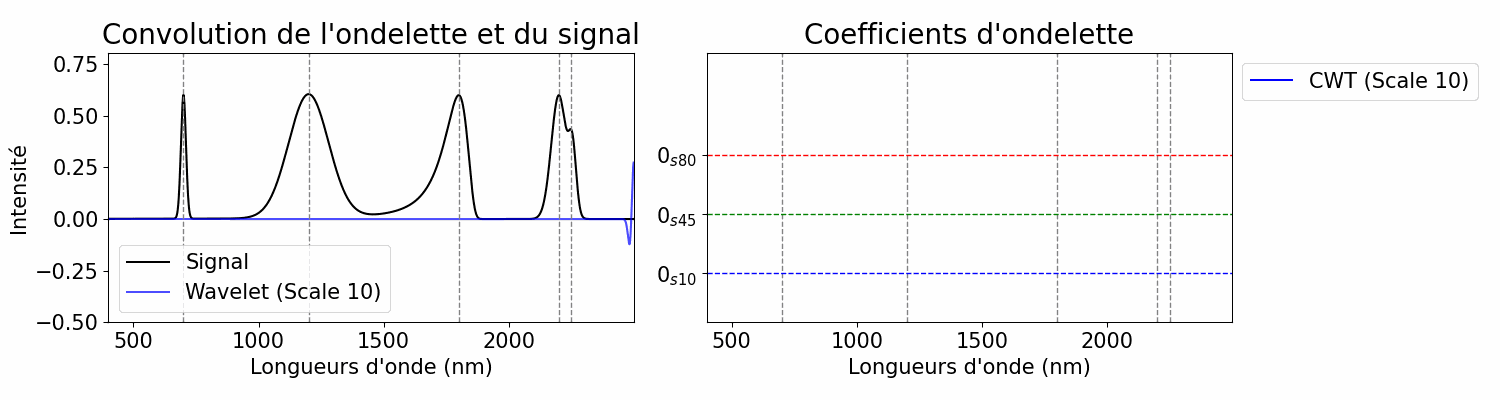 Convolution de l'ondelette et du signal
0.75
0.50
0.25
0.00
−0.25
−0.50
Intensité
Signal
Wavelet (Scale 10)
500
1000
1500
2000
Longueurs d'onde (nm)
Coefficients d'ondelette
0s80
0s45
0s10
500
1000
1500
2000
Longueurs d'onde (nm)
CWT (Scale 10)